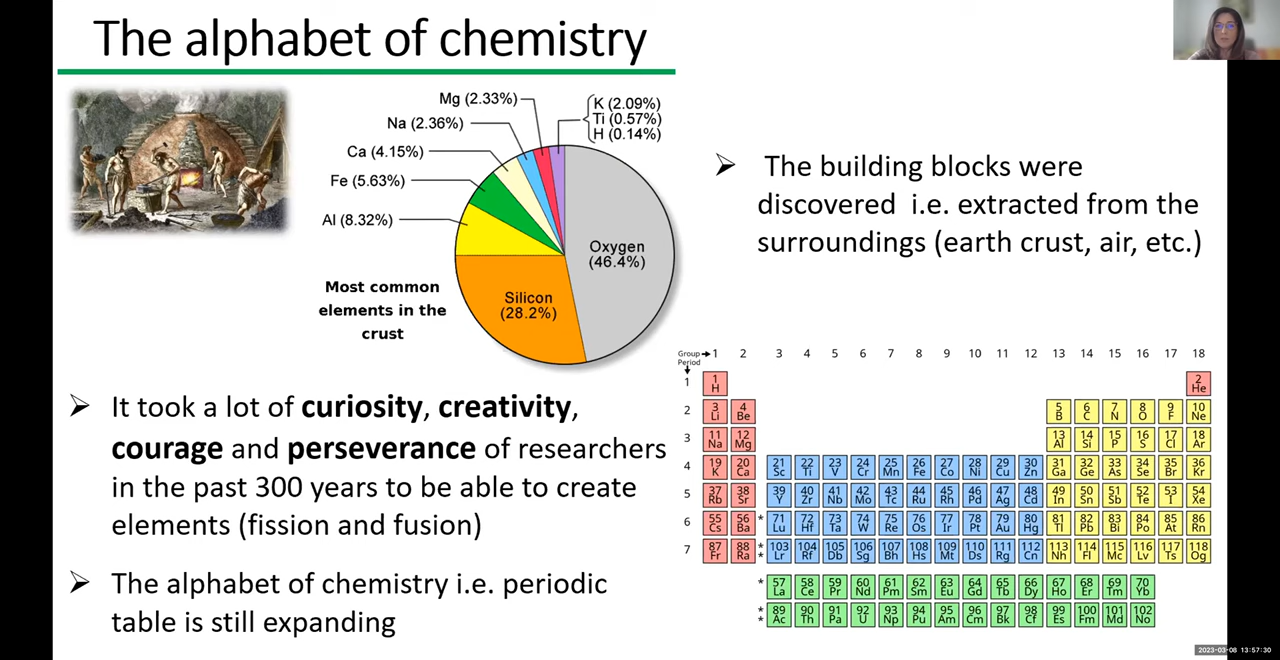 The alphabet of chemistry
Mg (2.33%)
K (2.09%)
Na (2.36%)
Ti (0.57%)
H (0.14%)
Ca (4.15%)
Fe (5.63%)
Al (8.32%)
Oxygen
(46.4%)
Silicon
(28.2%)
Most common
elements in the
crust
➢ The building blocks were
discovered i.e. extracted from the
surroundings (earth crust, air, etc.)
➢ It took a lot of curiosity, creativity,
courage and perseverance of researchers
in the past 300 years to be able to create
elements (fission and fusion)
➢ The alphabet of chemistry i.e. periodic
table is still expanding
Group → 1 2 3 4 5 6 7 8 9 10 11 12 13 14 15 16 17 18
Period
1
1 2
H He
2
3 4 5 6 7 8 9 10
Li Be B C N O F Ne
3
11 12 13 14 15 16 17 18
Na Mg Al Si P S Cl Ar
4
19 20 21 22 23 24 25 26 27 28 29 30 31 32 33 34 35 36
K Ca Sc Ti V Cr Mn Fe Co Ni Cu Zn Ga Ge As Se Br Kr
5
37 38 39 40 41 42 43 44 45 46 47 48 49 50 51 52 53 54
Rb Sr Y Zr Nb Mo Tc Ru Rh Pd Ag Cd In Sn Sb Te I Xe
6
55 56 * 71 72 73 74 75 76 77 78 79 80 81 82 83 84 85 86
Cs Ba Lu Hf Ta W Re Os Ir Pt Au Hg Tl Pb Bi Po At Rn
7
87 88 * 103 104 105 106 107 108 109 110 111 112 113 114 115 116 117 118
Fr Ra * Lr Rf Db Sg Bh Hs Mt Ds Rg Cn Nh Fl Mc Lv Ts Og
* 57 58 59 60 61 62 63 64 65 66 67 68 69 70
La Ce Pr Nd Pm Sm Eu Gd Tb Dy Ho Er Tm Yb
* 89 90 91 92 93 94 95 96 97 98 99 100 101 102
* Ac Th Pa U Np Pu Am Cm Bk Cf Es Fm Md No
2023-03-08 13:57:30